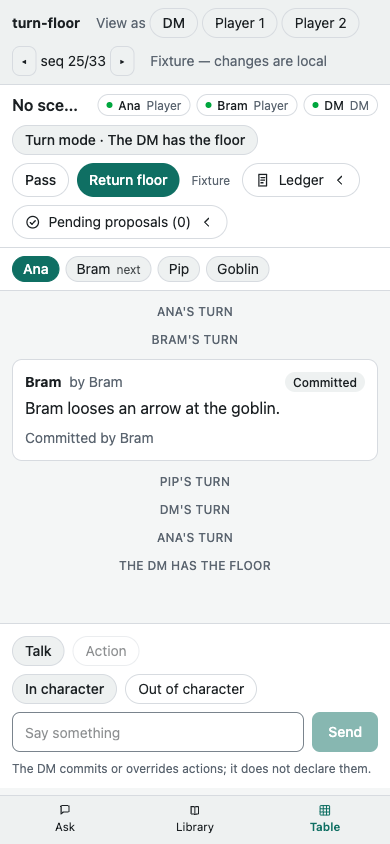 turn-floor View as DM Player 1 Player 2
seq 25/33 Fixture — changes are local
No sce... Ana Player Bram Player DM DM
Turn mode · The DM has the floor
Pass Return floor Fixture Ledger
Pending proposals (0)
Ana Bram next Pip Goblin
ANA'S TURN
BRAM'S TURN
Bram by Bram Committed
Bram looses an arrow at the goblin.
Committed by Bram
PIP'S TURN
DM'S TURN
ANA'S TURN
THE DM HAS THE FLOOR
Talk Action
In character Out of character
Say something Send
The DM commits or overrides actions; it does not declare them.
Ask Library Table